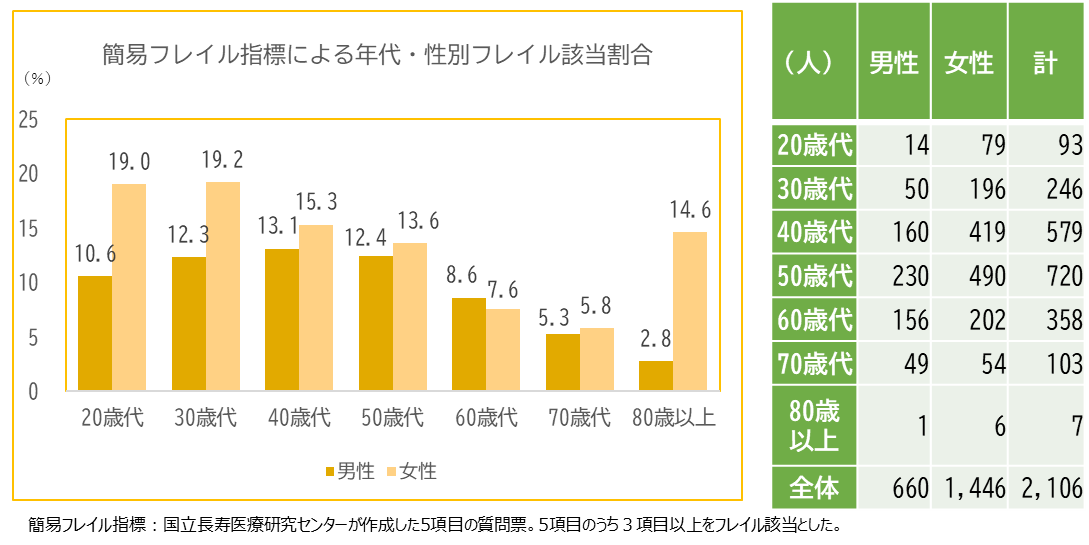 簡易フレイル指標による年代・性別フレイル該当割合
(%)
25
20
15
10
5
0
10.6
19.0
12.3
19.2
13.1
15.3
12.4
13.6
8.6
7.6
5.3
5.8
2.8
14.6
20歳代 30歳代 40歳代 50歳代 60歳代 70歳代 80歳以上
■男性 ■女性
(人) 男性 女性 計
20歳代 14 79 93
30歳代 50 196 246
40歳代 160 419 579
50歳代 230 490 720
60歳代 156 202 358
70歳代 49 54 103
80歳
以上 1 6 7
全体 660 1,446 2,106
簡易フレイル指標:国立長寿医療研究センターが作成した5項目の質問票。5項目のうち3項目以上をフレイル該当とした。